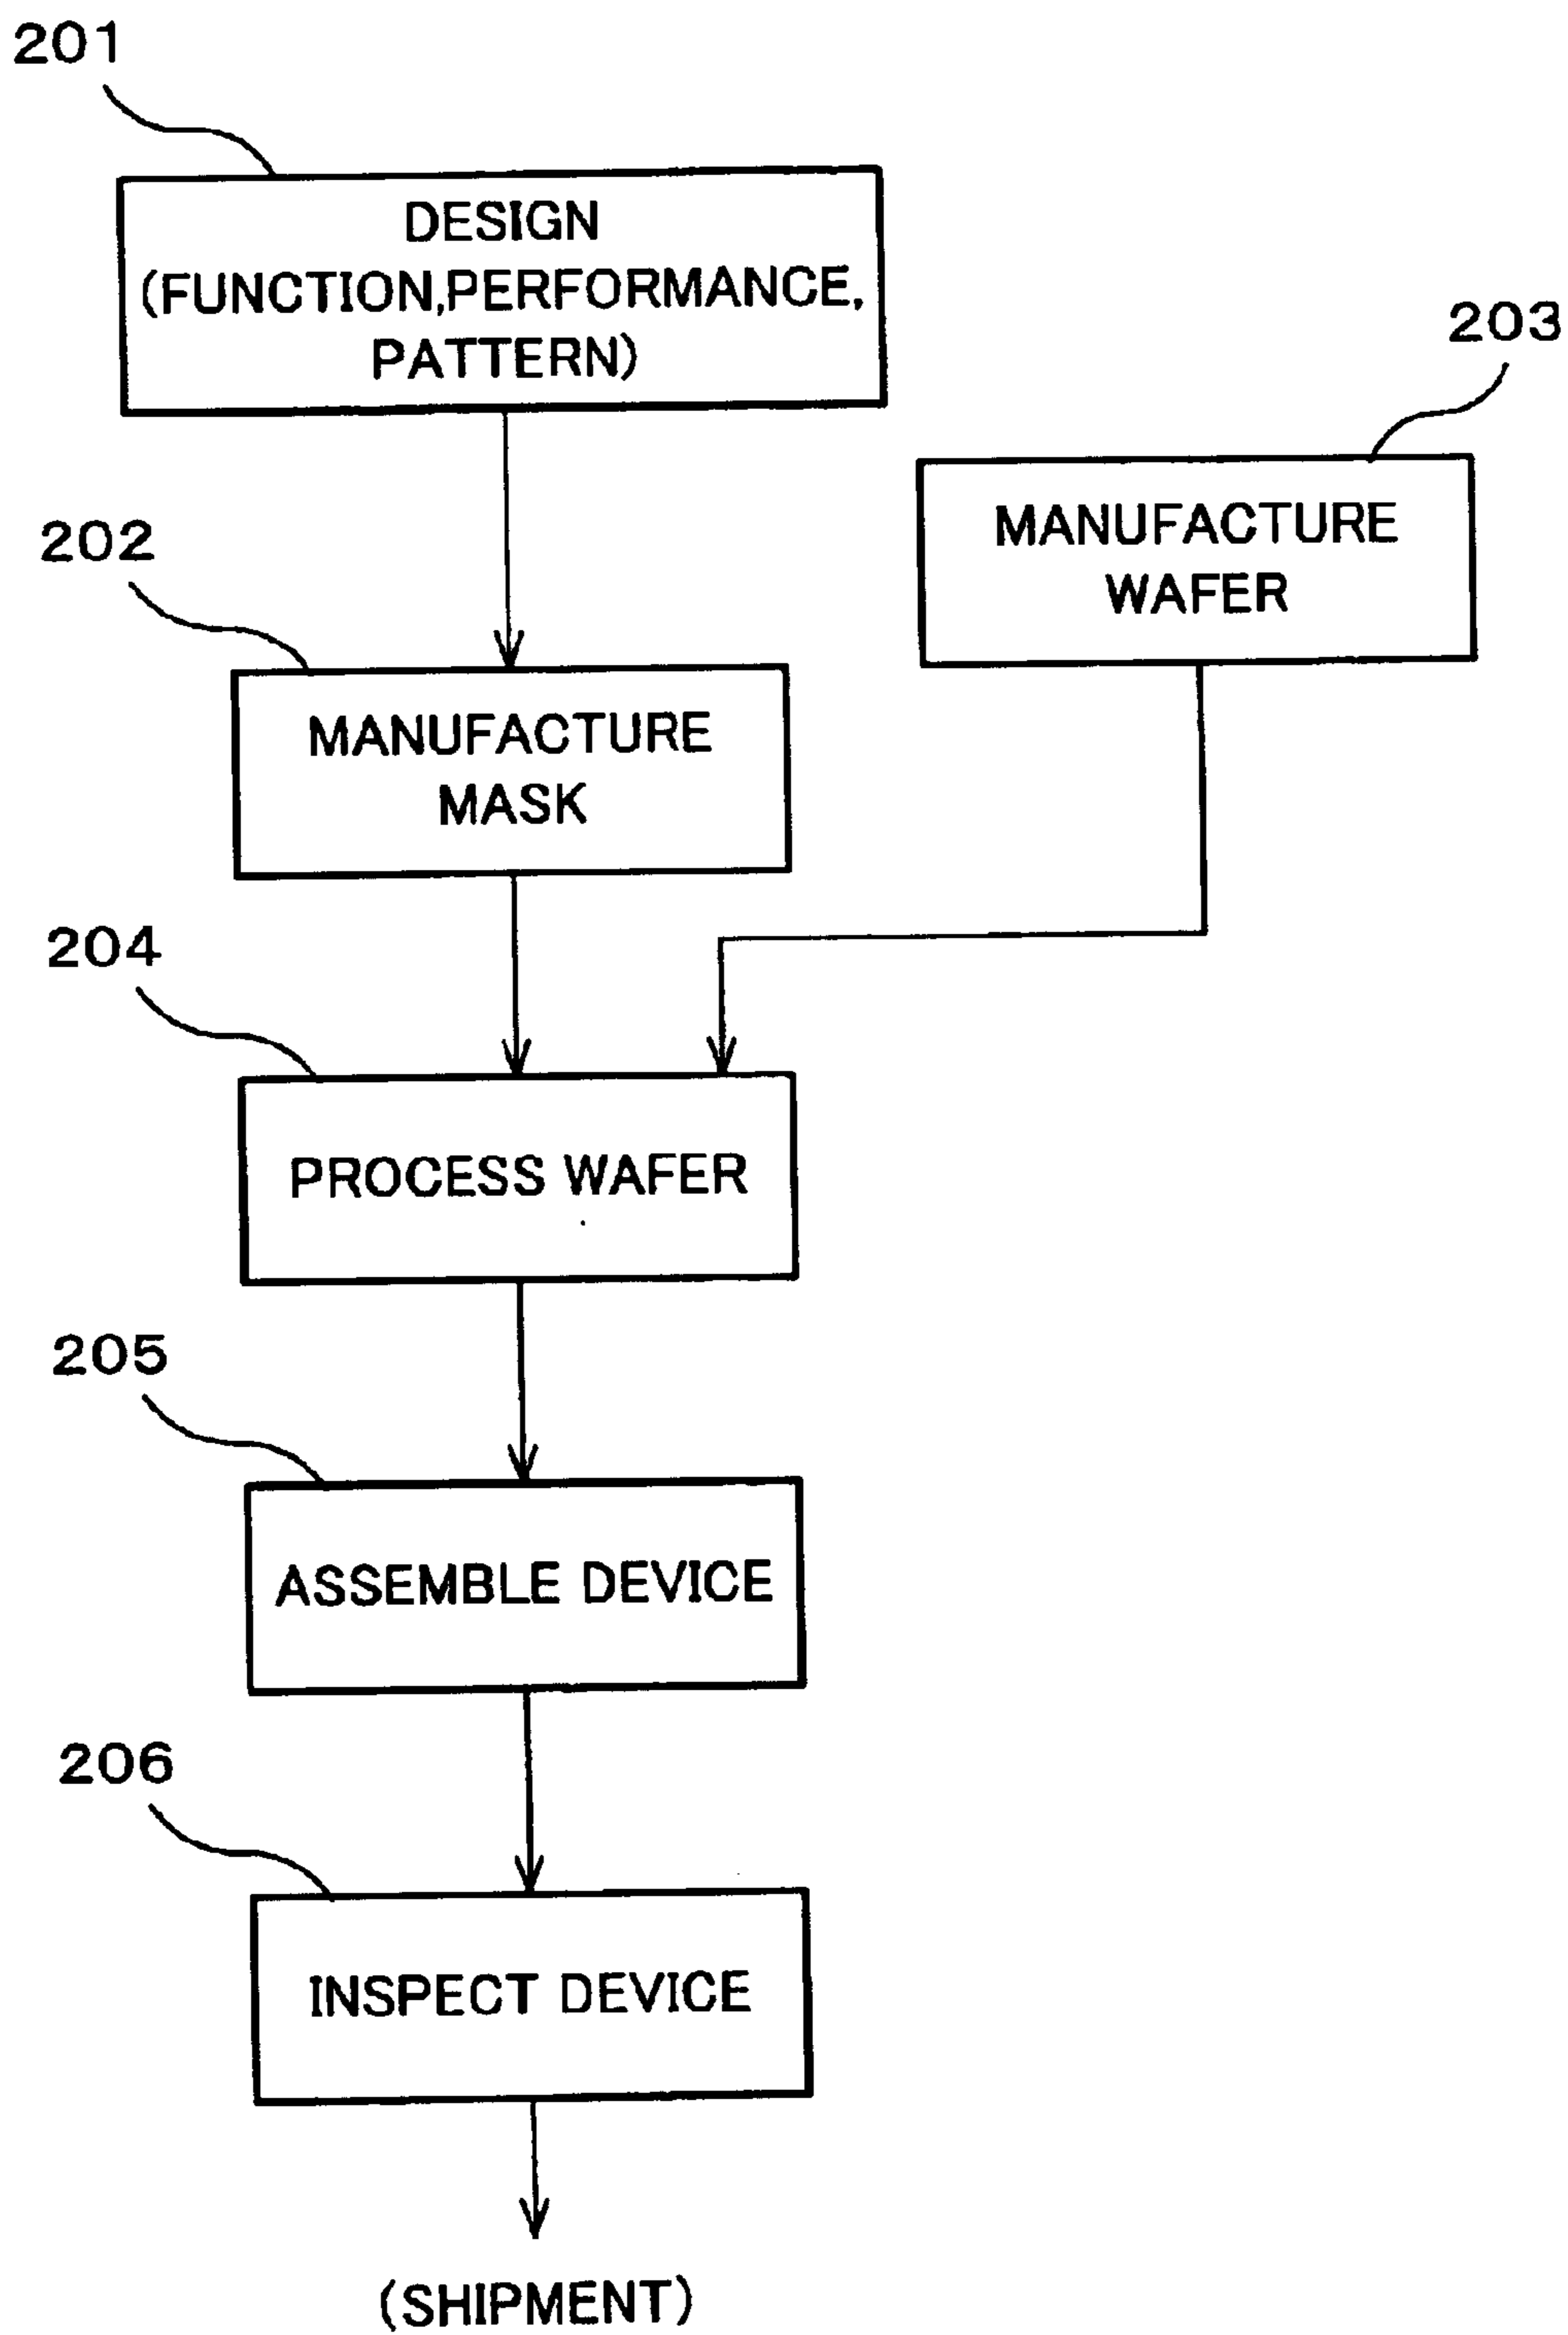 201
DESIGN
(FUNCTION,PERFORMANCE,
PATTERN)
203
MANUFACTURE
WAFER
202
MANUFACTURE
MASK
204
PROCESS WAFER
205
ASSEMBLE DEVICE
206
INSPECT DEVICE
(SHIPMENT)